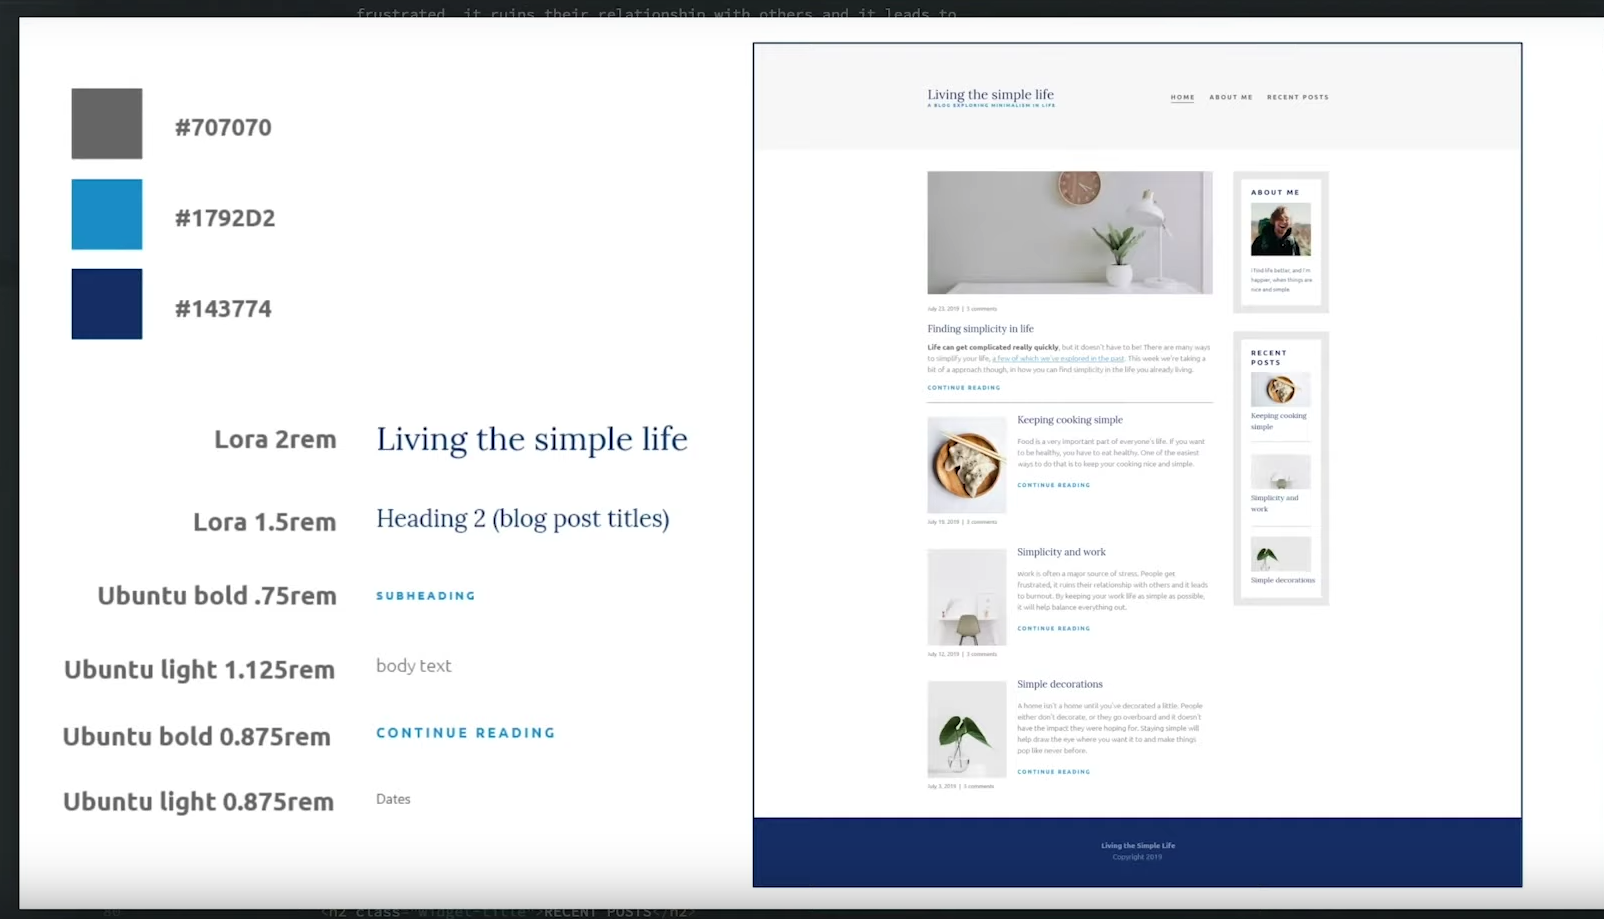 frustrated, it ruins their relationship with others and it leads to
#707070
#1792D2
#143774
Lora 2rem
Living the simple life
Lora 1.5rem
Heading 2 (blog post titles)
Ubuntu bold .75rem
SUBHEADING
Ubuntu light 1.125rem
body text
Ubuntu bold 0.875rem
CONTINUE READING
Ubuntu light 0.875rem
Dates
Living the simple life
A BLOG EXPLORING MINIMALISM IN LIFE
HOME ABOUT ME RECENT POSTS
July 23, 2019 | 3 comments
Finding simplicity in life
Life can get complicated really quickly, but it doesn't have to be! There are many ways
to simplify your life, a few of which we've explored in the past. This week we're taking a
bit of a approach though, in how you can find simplicity in the life you already living.
CONTINUE READING
Keeping cooking simple
Food is a very important part of everyone's life. If you want
to be healthy, you have to eat healthy. One of the easiest
ways to do that is to keep your cooking nice and simple.
CONTINUE READING
July 19, 2019 | 3 comments
Simplicity and work
Work is often a major source of stress. People get
frustrated, it ruins their relationship with others and it leads
to burnout. By keeping your work life as simple as possible,
it will help balance everything out.
CONTINUE READING
July 12, 2019 | 3 comments
Simple decorations
A home isn't a home until you've decorated a little. People
either don't decorate, or they go overboard and it doesn't
have the impact they were hoping for. Staying simple will
help draw the eye where you want it to and make things
pop like never before.
CONTINUE READING
July 3, 2019 | 3 comments
ABOUT ME
I find life better, and I'm
happier, when things are
nice and simple.
RECENT
POSTS
Keeping cooking
simple
Simplicity and
work
Simple decorations
Living the Simple Life
Copyright 2019
80 <h2 class="widget-title">RECENT POSTS</h2>